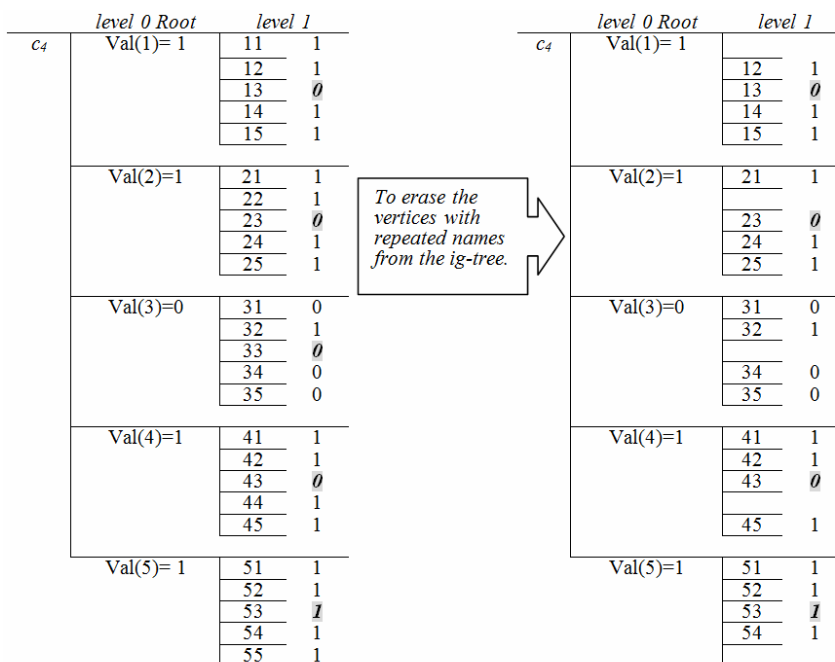 level 0 Root level 1 level 0 Root level 1
c4 Val(1)= 1 11 1 c4 Val(1)= 1
12 1 12 1
13 0 13 0
14 1 14 1
15 1 15 1
Val(2)=1 21 1 Val(2)=1 21 1
22 1
23 0 23 0
24 1 24 1
25 1 25 1
To erase the
vertices with
repeated names
from the ig-tree.
Val(3)=0 31 0 Val(3)=0 31 0
32 1 32 1
33 0
34 0 34 0
35 0 35 0
Val(4)=1 41 1 Val(4)=1 41 1
42 1 42 1
43 0 43 0
44 1
45 1 45 1
Val(5)= 1 51 1 Val(5)=1 51 1
52 1 52 1
53 1 53 1
54 1 54 1
55 1